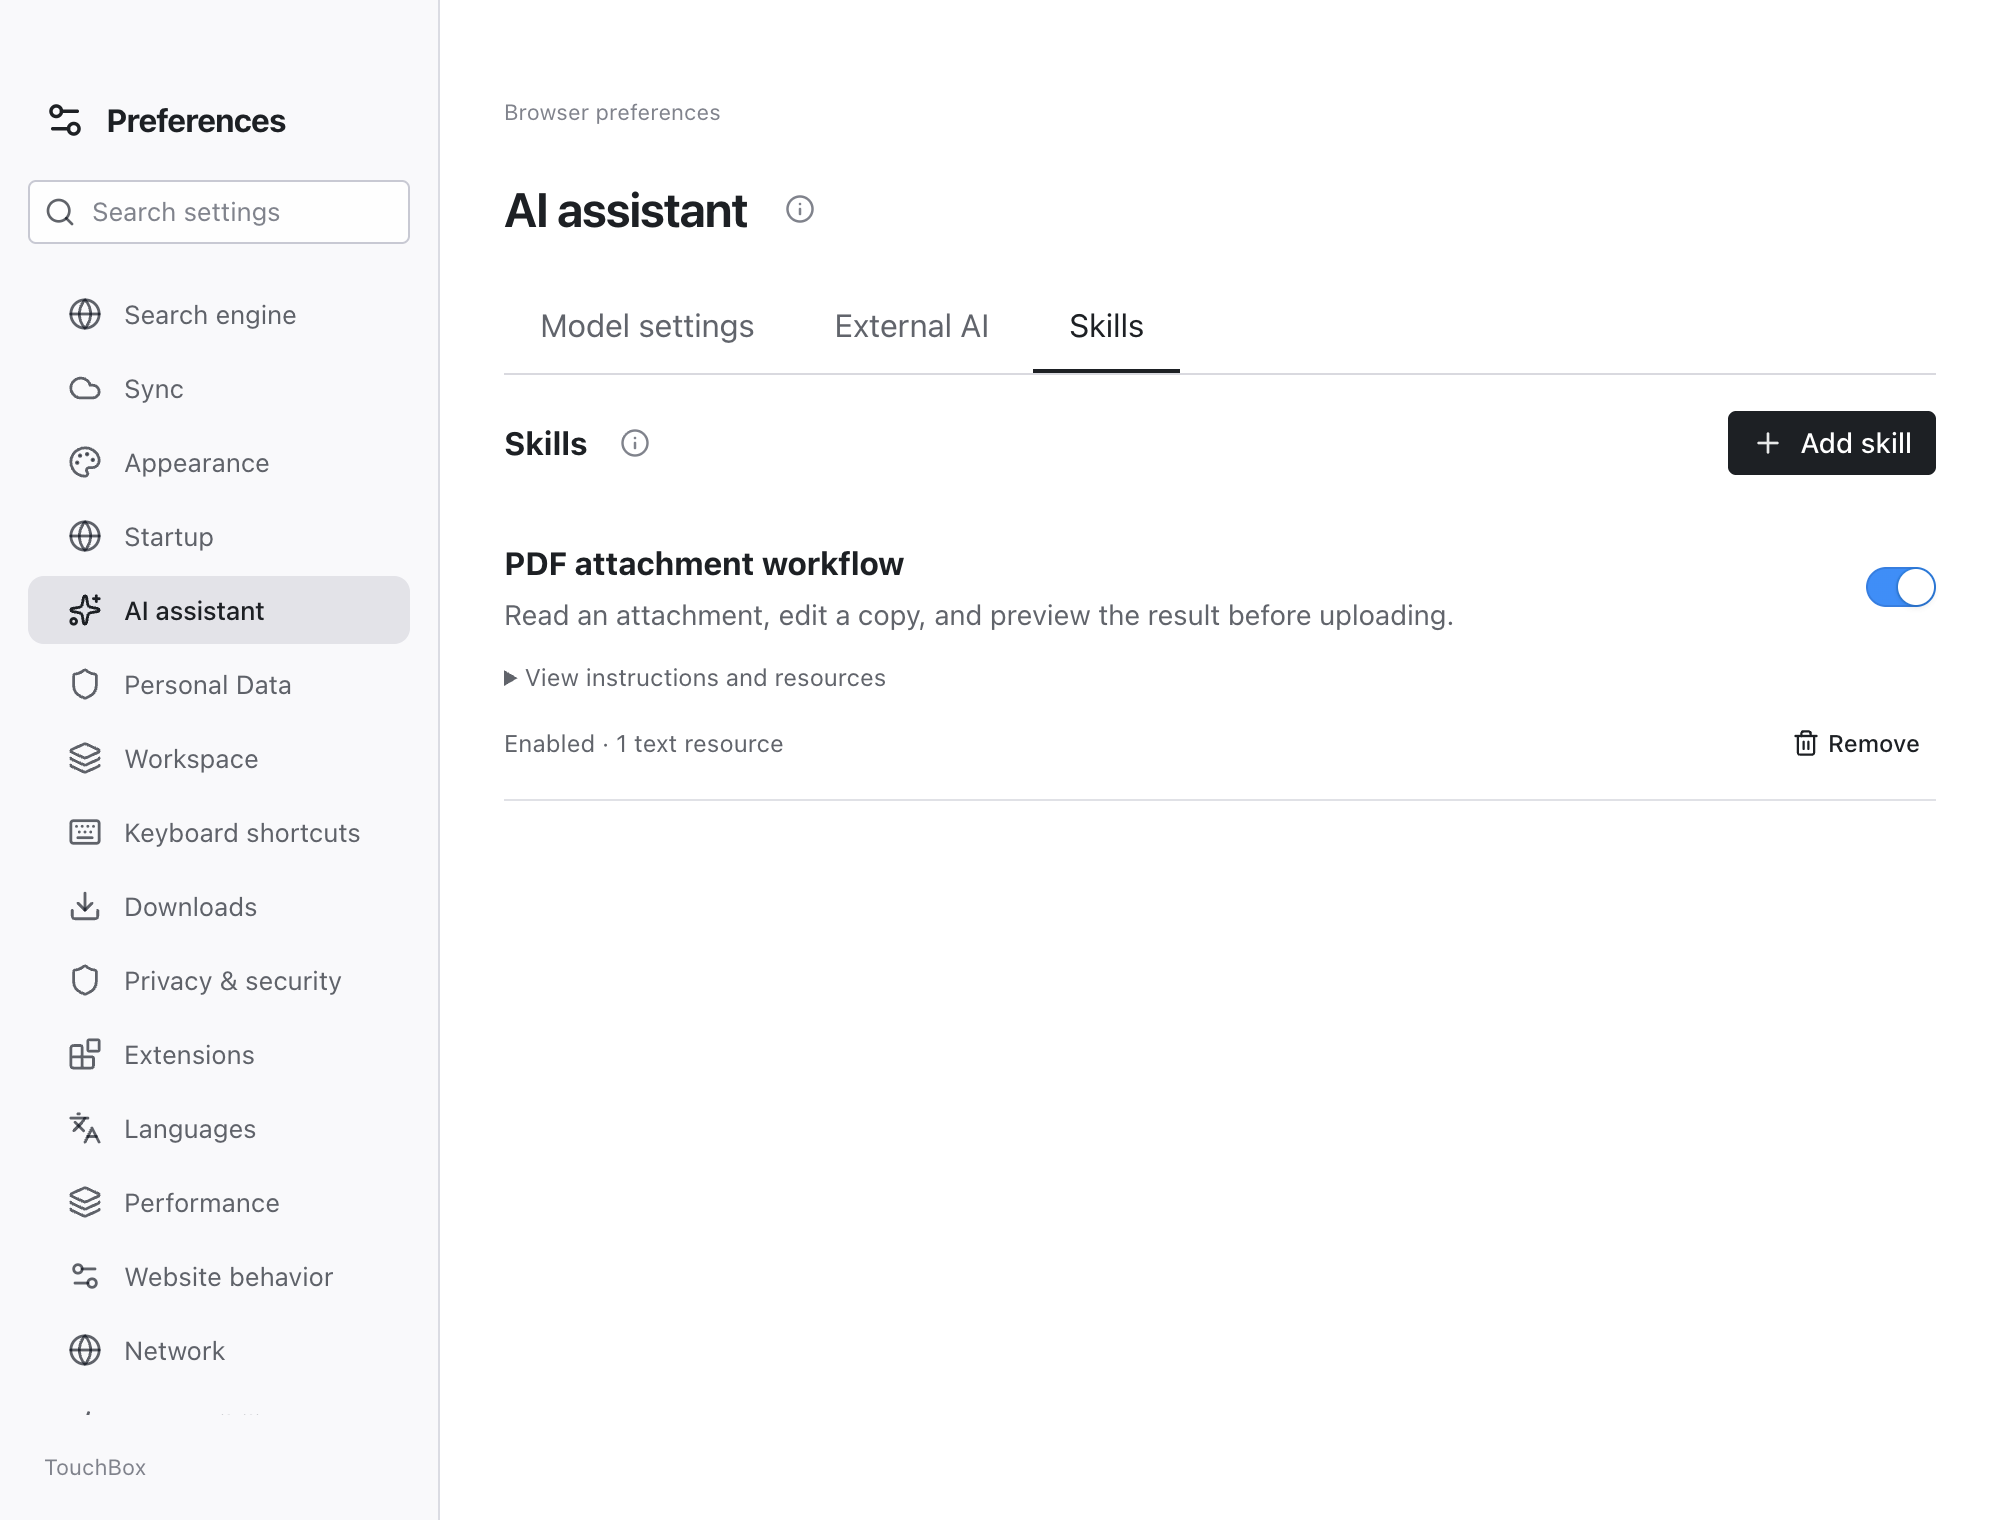 Preferences
Search settings
Search engine
Sync
Appearance
Startup
AI assistant
Personal Data
Workspace
Keyboard shortcuts
Downloads
Privacy & security
Extensions
Languages
Performance
Website behavior
Network
TouchBox
Browser preferences
AI assistant
Model settings External AI Skills
Skills
Add skill
PDF attachment workflow
Read an attachment, edit a copy, and preview the result before uploading.
View instructions and resources
Enabled · 1 text resource
Remove